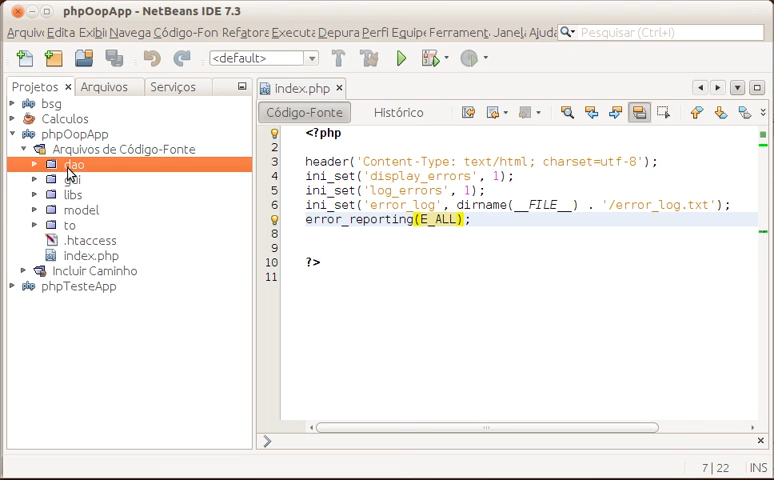 phpOopApp - NetBeans IDE 7.3
Arquiv Edita Exibi Navega Código-Fon Refator Executa Depura Perfi Equip Ferrament Janel Ajuda Pesquisar (Ctrl+I)
<default>
Projetos Arquivos Serviços
index.php
Código-Fonte Histórico
bsg
Calculos
phpOopApp
Arquivos de Código-Fonte
dao
gui
libs
model
to
.htaccess
index.php
Incluir Caminho
phpTesteApp
<?php
2
3 header('Content-Type: text/html; charset=utf-8');
4 ini_set('display_errors', 1);
5 ini_set('log_errors', 1);
6 ini_set('error_log', dirname(__FILE__) . '/error_log.txt');
error_reporting(E_ALL);
8
9
10 ?>
11
7|22 INS